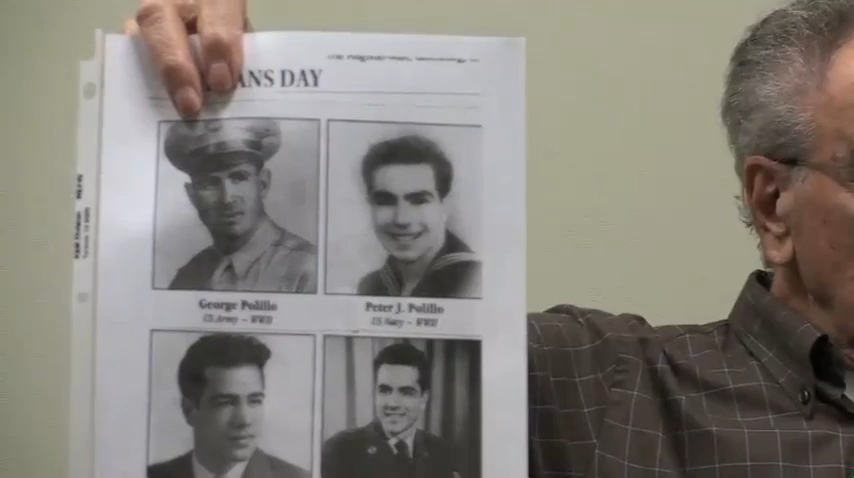 ANS DAY
George Polillo
US Army – WWII
Peter J. Polillo
US Navy – WWII